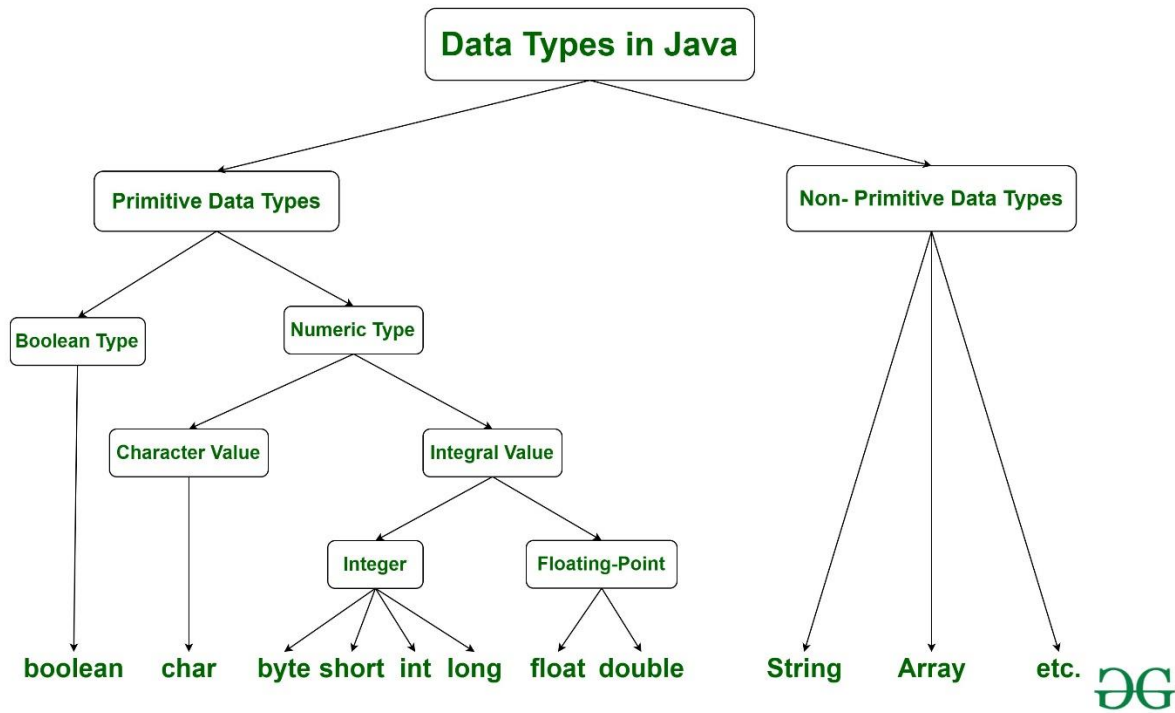 Data Types in Java
Primitive Data Types
Non- Primitive Data Types
Boolean Type
Numeric Type
Character Value
Integral Value
Integer
Floating-Point
boolean
char
byte
short
int
long
float
double
String
Array
etc.